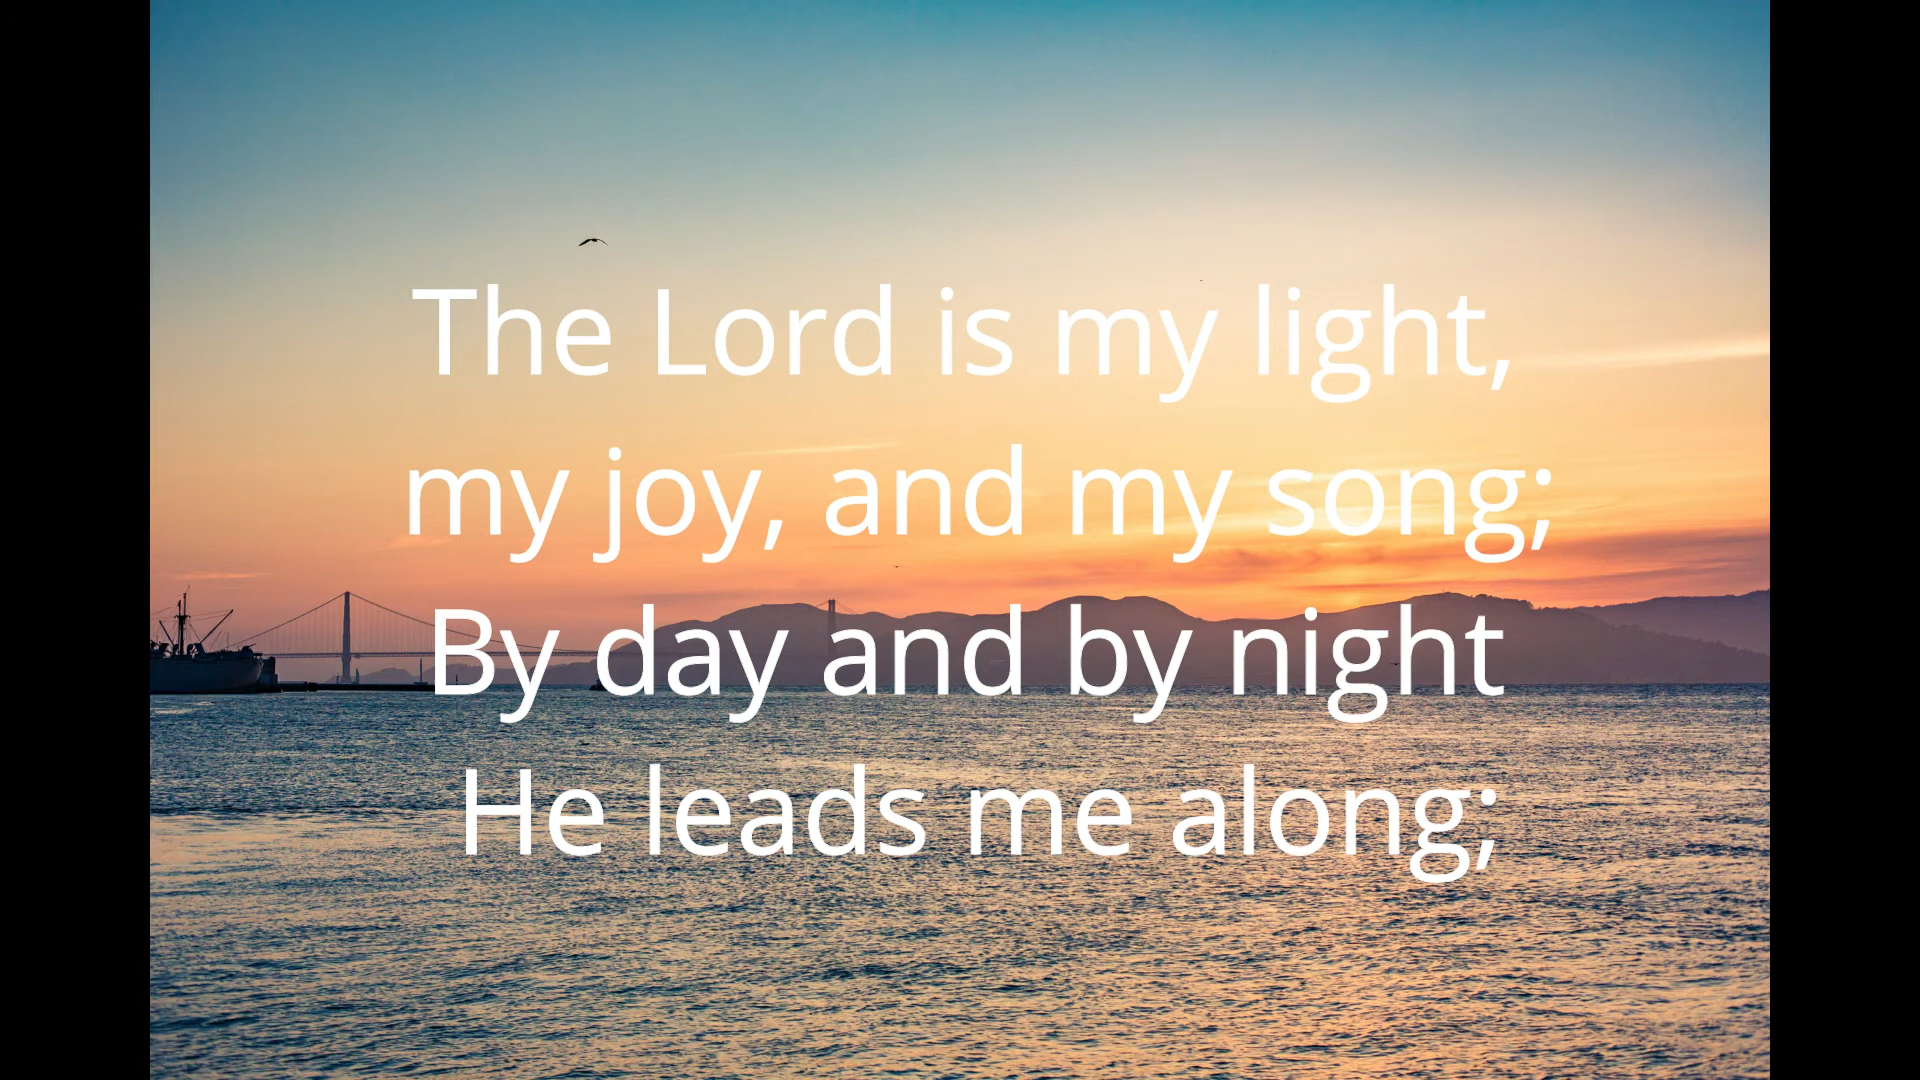 The Lord is my light,
my joy, and my song;
By day and by night
He leads me along;